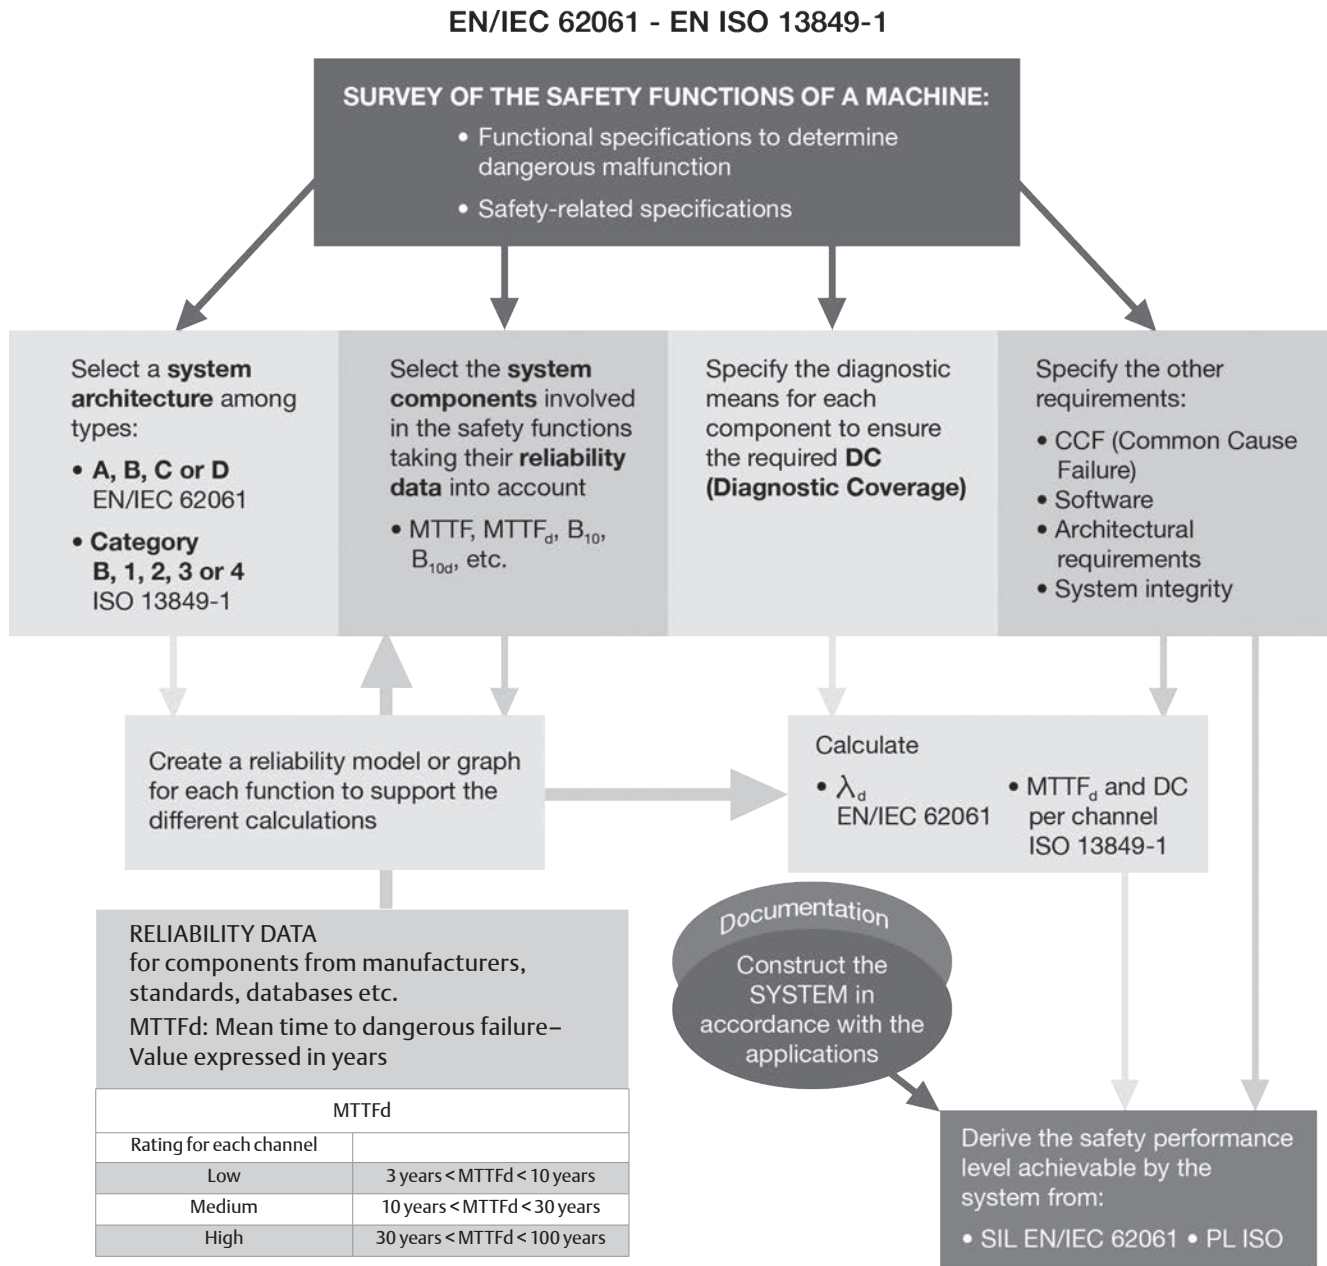 EN/IEC 62061 - EN ISO 13849-1
SURVEY OF THE SAFETY FUNCTIONS OF A MACHINE:
• Functional specifications to determine
dangerous malfunction
• Safety-related specifications
Select a system
architecture among
types:
• A, B, C or D
EN/IEC 62061
• Category
B, 1, 2, 3 or 4
ISO 13849-1
Select the system
components involved
in the safety functions
taking their reliability
data into account
• MTTF, MTTFd, B10,
B10d, etc.
Specify the diagnostic
means for each
component to ensure
the required DC
(Diagnostic Coverage)
Specify the other
requirements:
• CCF (Common Cause
Failure)
• Software
• Architectural
requirements
• System integrity
Create a reliability model or graph
for each function to support the
different calculations
Calculate
• λd
EN/IEC 62061
• MTTFd and DC
per channel
ISO 13849-1
RELIABILITY DATA
for components from manufacturers,
standards, databases etc.
MTTFd: Mean time to dangerous failure–
Value expressed in years
MTTFd
Rating for each channel
Low 3 years < MTTFd < 10 years
Medium 10 years < MTTFd < 30 years
High 30 years < MTTFd < 100 years
Documentation
Construct the
SYSTEM in
accordance with the
applications
Derive the safety performance
level achievable by the
system from:
• SIL EN/IEC 62061 • PL ISO